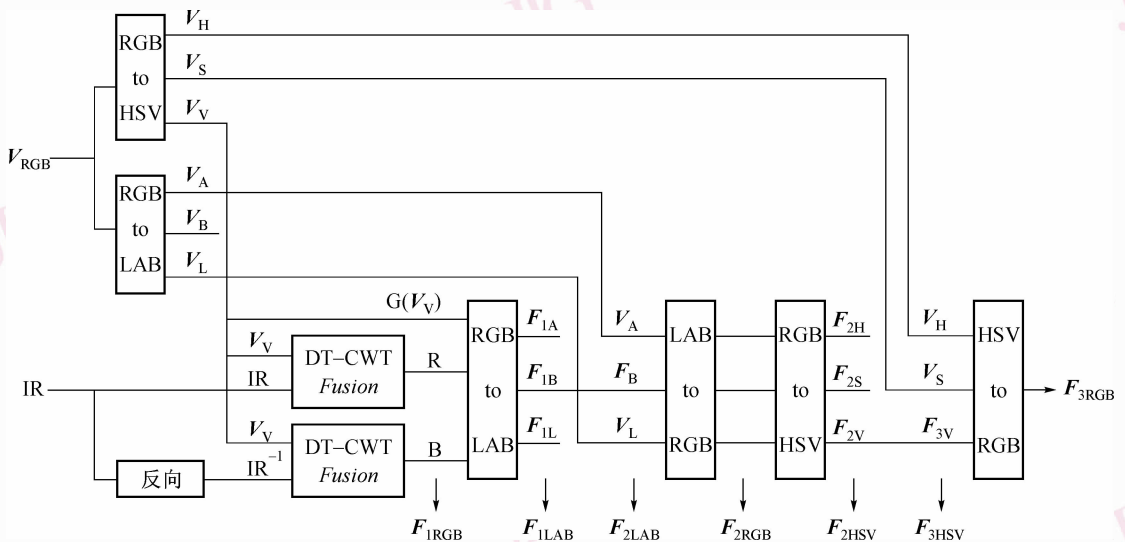 V_RGB
RGB
to
HSV
V_H
V_S
V_V
RGB
to
LAB
V_A
V_B
V_L
G(V_V)
V_V
IR
IR
DT-CWT
Fusion
R
V_V
反向
IR^-1
DT-CWT
Fusion
B
RGB
to
LAB
F_1A
F_1B
F_1L
V_A
F_B
V_L
LAB
to
RGB
RGB
to
HSV
F_2H
F_2S
F_2V
V_H
V_S
F_3V
HSV
to
RGB
F_3RGB
F_1RGB
F_1LAB
F_2LAB
F_2RGB
F_2HSV
F_3HSV